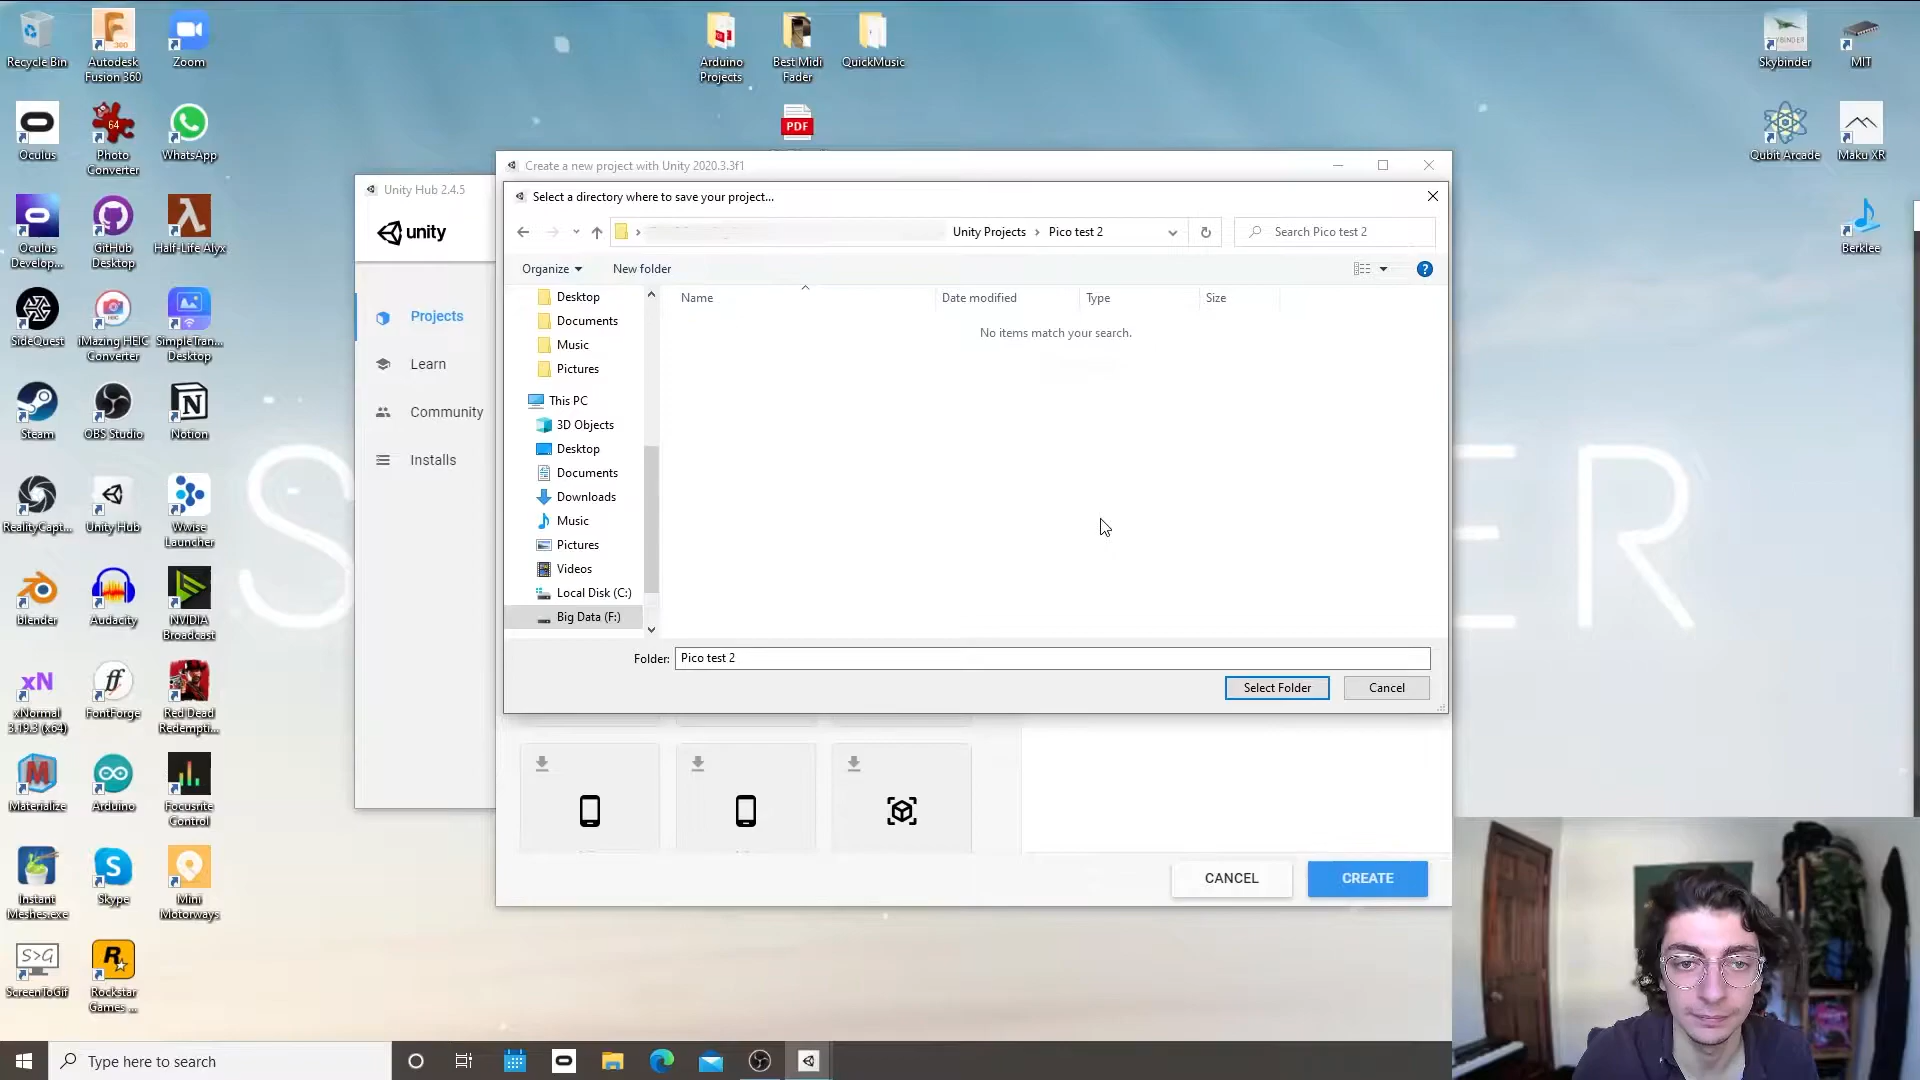 Recycle Bin
Autodesk
Fusion 360
Zoom
Arduino
Projects
Best Midi
Fader
QuickMusic
Skybinder
MIT
PDF
Oculus
64
Photo
Converter
WhatsApp
Qubit Arcade
Maku XR
Oculus
Develop...
GitHub
Desktop
Half-Life Alyx
Berklee
SideQuest
iMazing HEIC
Converter
SimpleTran...
Desktop
Steam
OBS Studio
Notion
RealityCapt...
Unity Hub
Wwise
Launcher
blender
Audacity
NVIDIA
Broadcast
xN
xNormal
3.19.3 (x64)
ff
FontForge
Red Dead
Redempti...
Materialize
Arduino
Focusrite
Control
Instant
Meshes.exe
Skype
Mini
Motorways
S>G
ScreenToGif
Rockstar
Games ...
Unity Hub 2.4.5
unity
Projects
Learn
Community
Installs
Create a new project with Unity 2020.3.3f1
Select a directory where to save your project...
Unity Projects
Pico test 2
Search Pico test 2
Organize
New folder
Name
Date modified
Type
Size
No items match your search.
Desktop
Documents
Music
Pictures
This PC
3D Objects
Desktop
Documents
Downloads
Music
Pictures
Videos
Local Disk (C:)
Big Data (F:)
Folder:
Pico test 2
Select Folder
Cancel
CANCEL
CREATE
S
E R
Type here to search